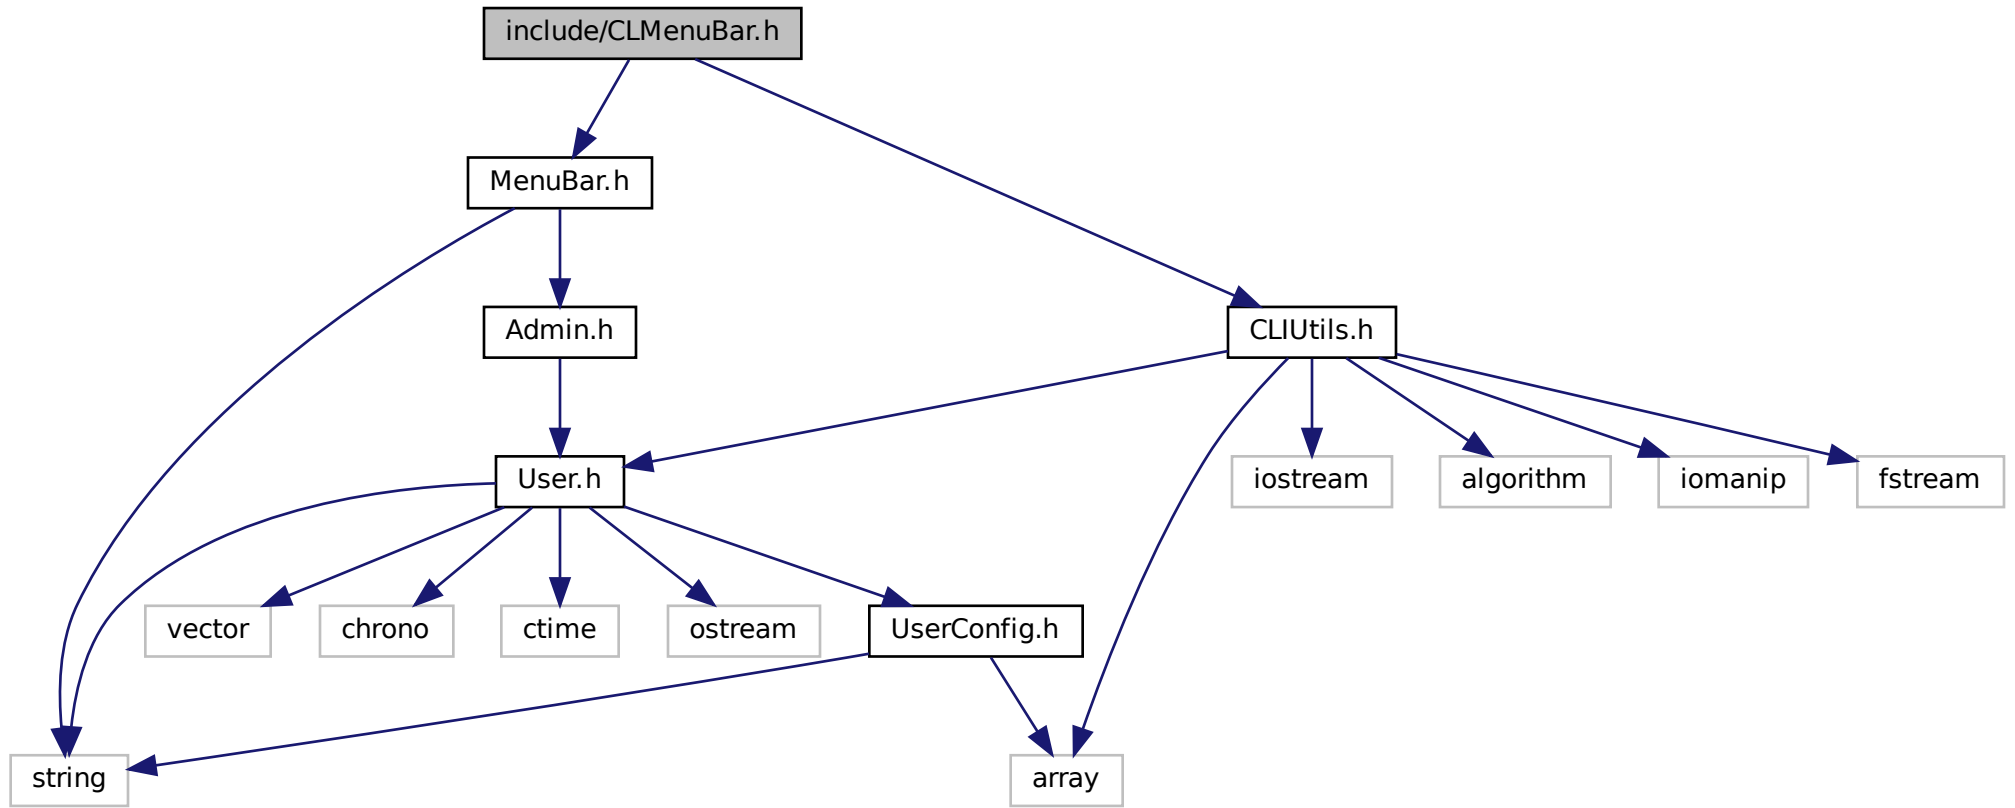 include/CLMenuBar.h
MenuBar.h
Admin.h
CLIUtils.h
User.h
iostream
algorithm
iomanip
fstream
vector
chrono
ctime
ostream
UserConfig.h
string
array